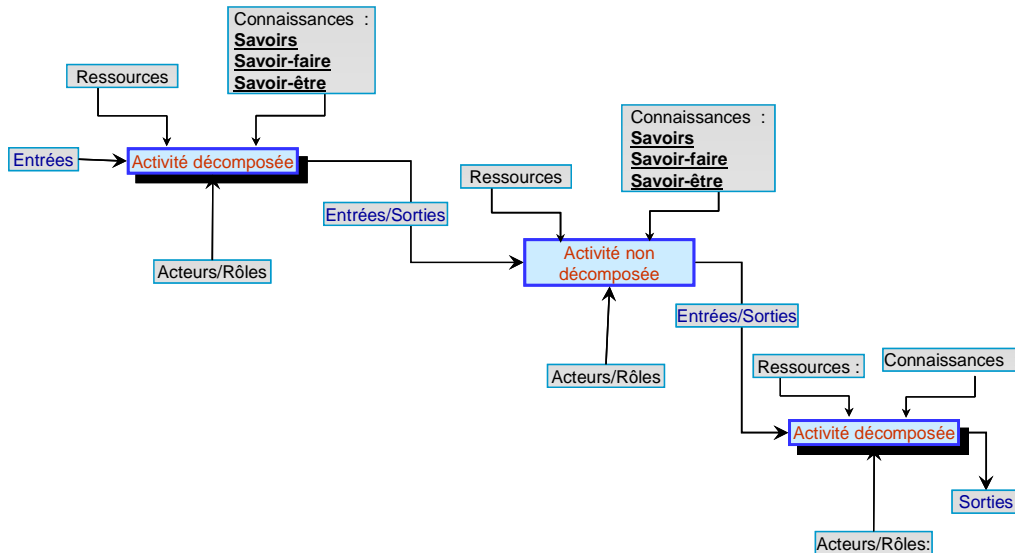 Connaissances :
Savoirs
Savoir-faire
Savoir-être
Ressources
Entrées
Activité décomposée
Entrées/Sorties
Acteurs/Rôles
Connaissances :
Savoirs
Savoir-faire
Savoir-être
Ressources
Activité non
décomposée
Entrées/Sorties
Acteurs/Rôles
Ressources :
Connaissances
Activité décomposée
Sorties
Acteurs/Rôles: